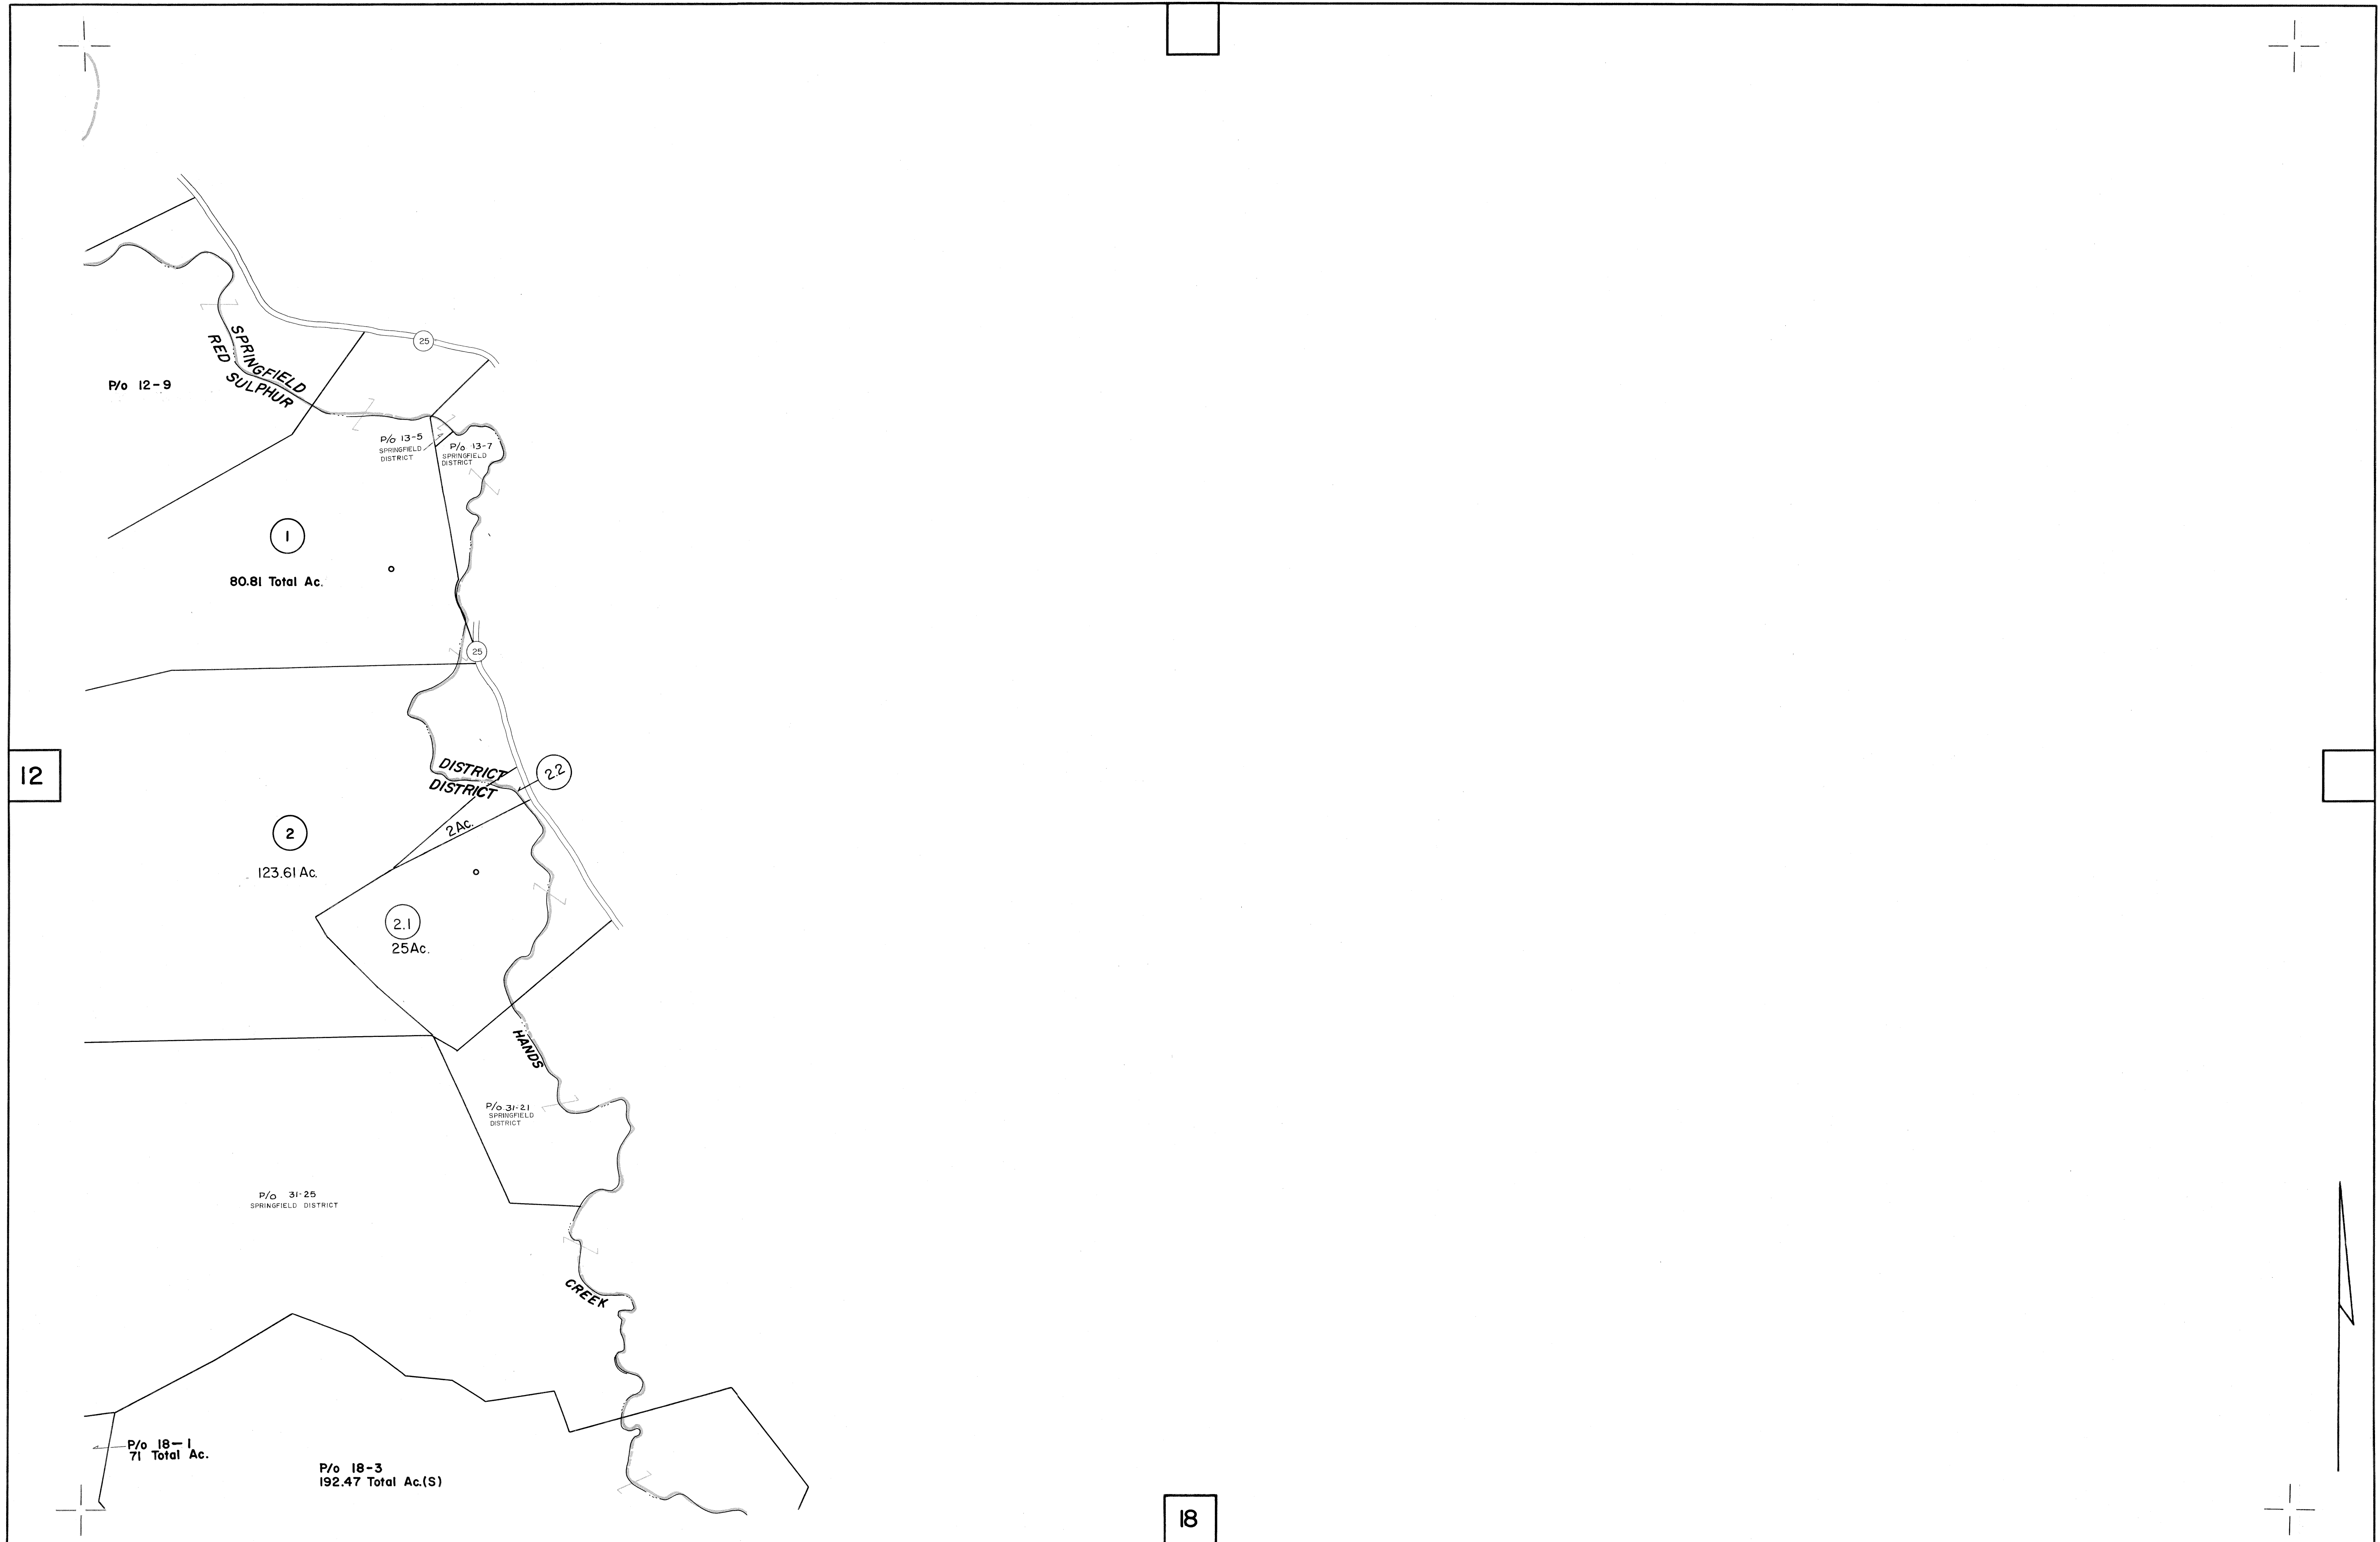 25
SPRINGFIELD
RED SULPHUR
P/o 12-9
P/o 13-5
SPRINGFIELD
DISTRICT
P/o 13-7
SPRINGFIELD
DISTRICT
1
80.81 Total Ac.
25
12
DISTRICT
DISTRICT
2.2
2Ac.
2
123.61 Ac.
2.1
25Ac.
HANDS
P/o 31-21
SPRINGFIELD
DISTRICT
P/o 31-25
SPRINGFIELD DISTRICT
CREEK
P/o 18-1
71 Total Ac.
P/o 18-3
192.47 Total Ac.(S)
18